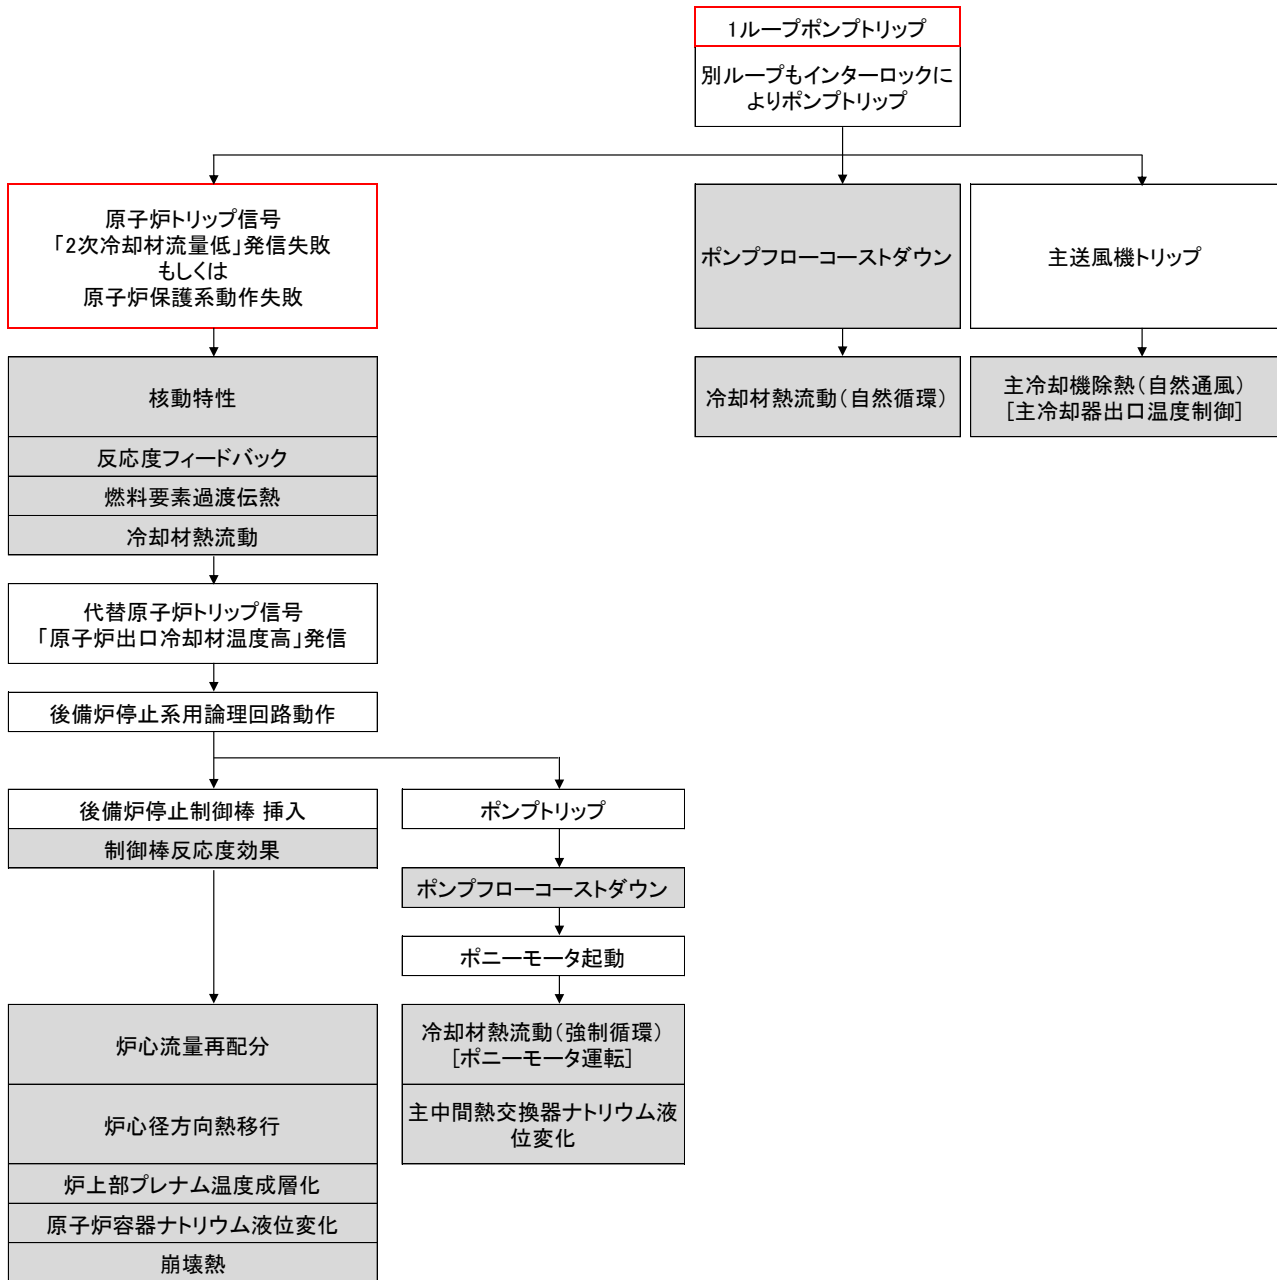 1ループポンプトリップ
別ループもインターロックに
よりポンプトリップ
原子炉トリップ信号
「2次冷却材流量低」発信失敗
もしくは
原子炉保護系動作失敗
ポンプフローコーストダウン
主送風機トリップ
核動特性
反応度フィードバック
燃料要素過渡伝熱
冷却材熱流動
冷却材熱流動(自然循環)
主冷却機除熱(自然通風)
[主冷却器出口温度制御]
代替原子炉トリップ信号
「原子炉出口冷却材温度高」発信
後備炉停止系用論理回路動作
後備炉停止制御棒 挿入
制御棒反応度効果
ポンプトリップ
ポンプフローコーストダウン
ポニーモータ起動
炉心流量再配分
炉心径方向熱移行
炉上部プレナム温度成層化
原子炉容器ナトリウム液位変化
崩壊熱
冷却材熱流動(強制循環)
[ポニーモータ運転]
主中間熱交換器ナトリウム液
位変化